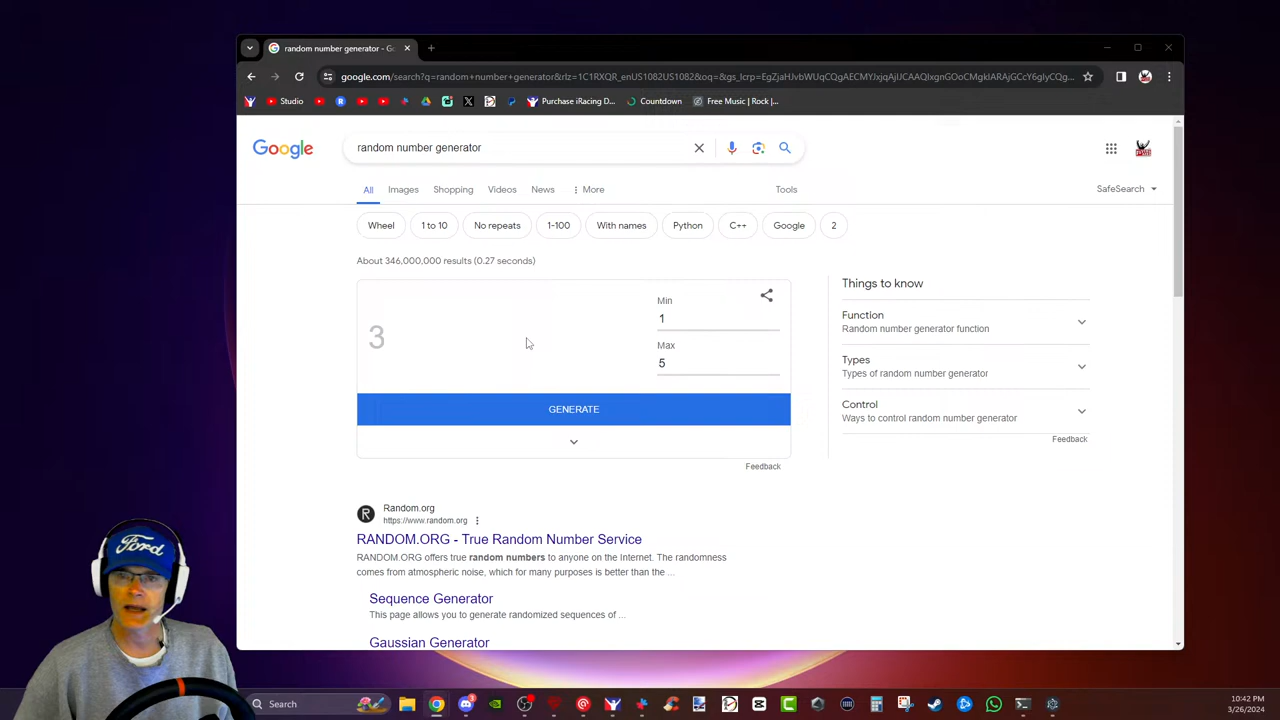 random number generator - Go
google.com/search?q=random+number+generator&rlz=1C1RXQR_enUS1082US1082&oq=&gs_lcrp=
Studio
Purchase iRacing D...
Countdown
Free Music | Rock |...
Google
random number generator
All
Images
Shopping
Videos
News
More
Tools
SafeSearch
Wheel
1 to 10
No repeats
1-100
With names
Python
C++
Google
2
About 346,000,000 results (0.27 seconds)
3
Min
1
Max
5
GENERATE
Feedback
Things to know
Function
Random number generator function
Types
Types of random number generator
Control
Ways to control random number generator
Feedback
Random.org
https://www.random.org
RANDOM.ORG - True Random Number Service
RANDOM.ORG offers true random numbers to anyone on the Internet. The randomness
comes from atmospheric noise, which for many purposes is better than the ...
Sequence Generator
This page allows you to generate randomized sequences of ...
Gaussian Generator
Ford
Search
10:42 PM
3/26/2024